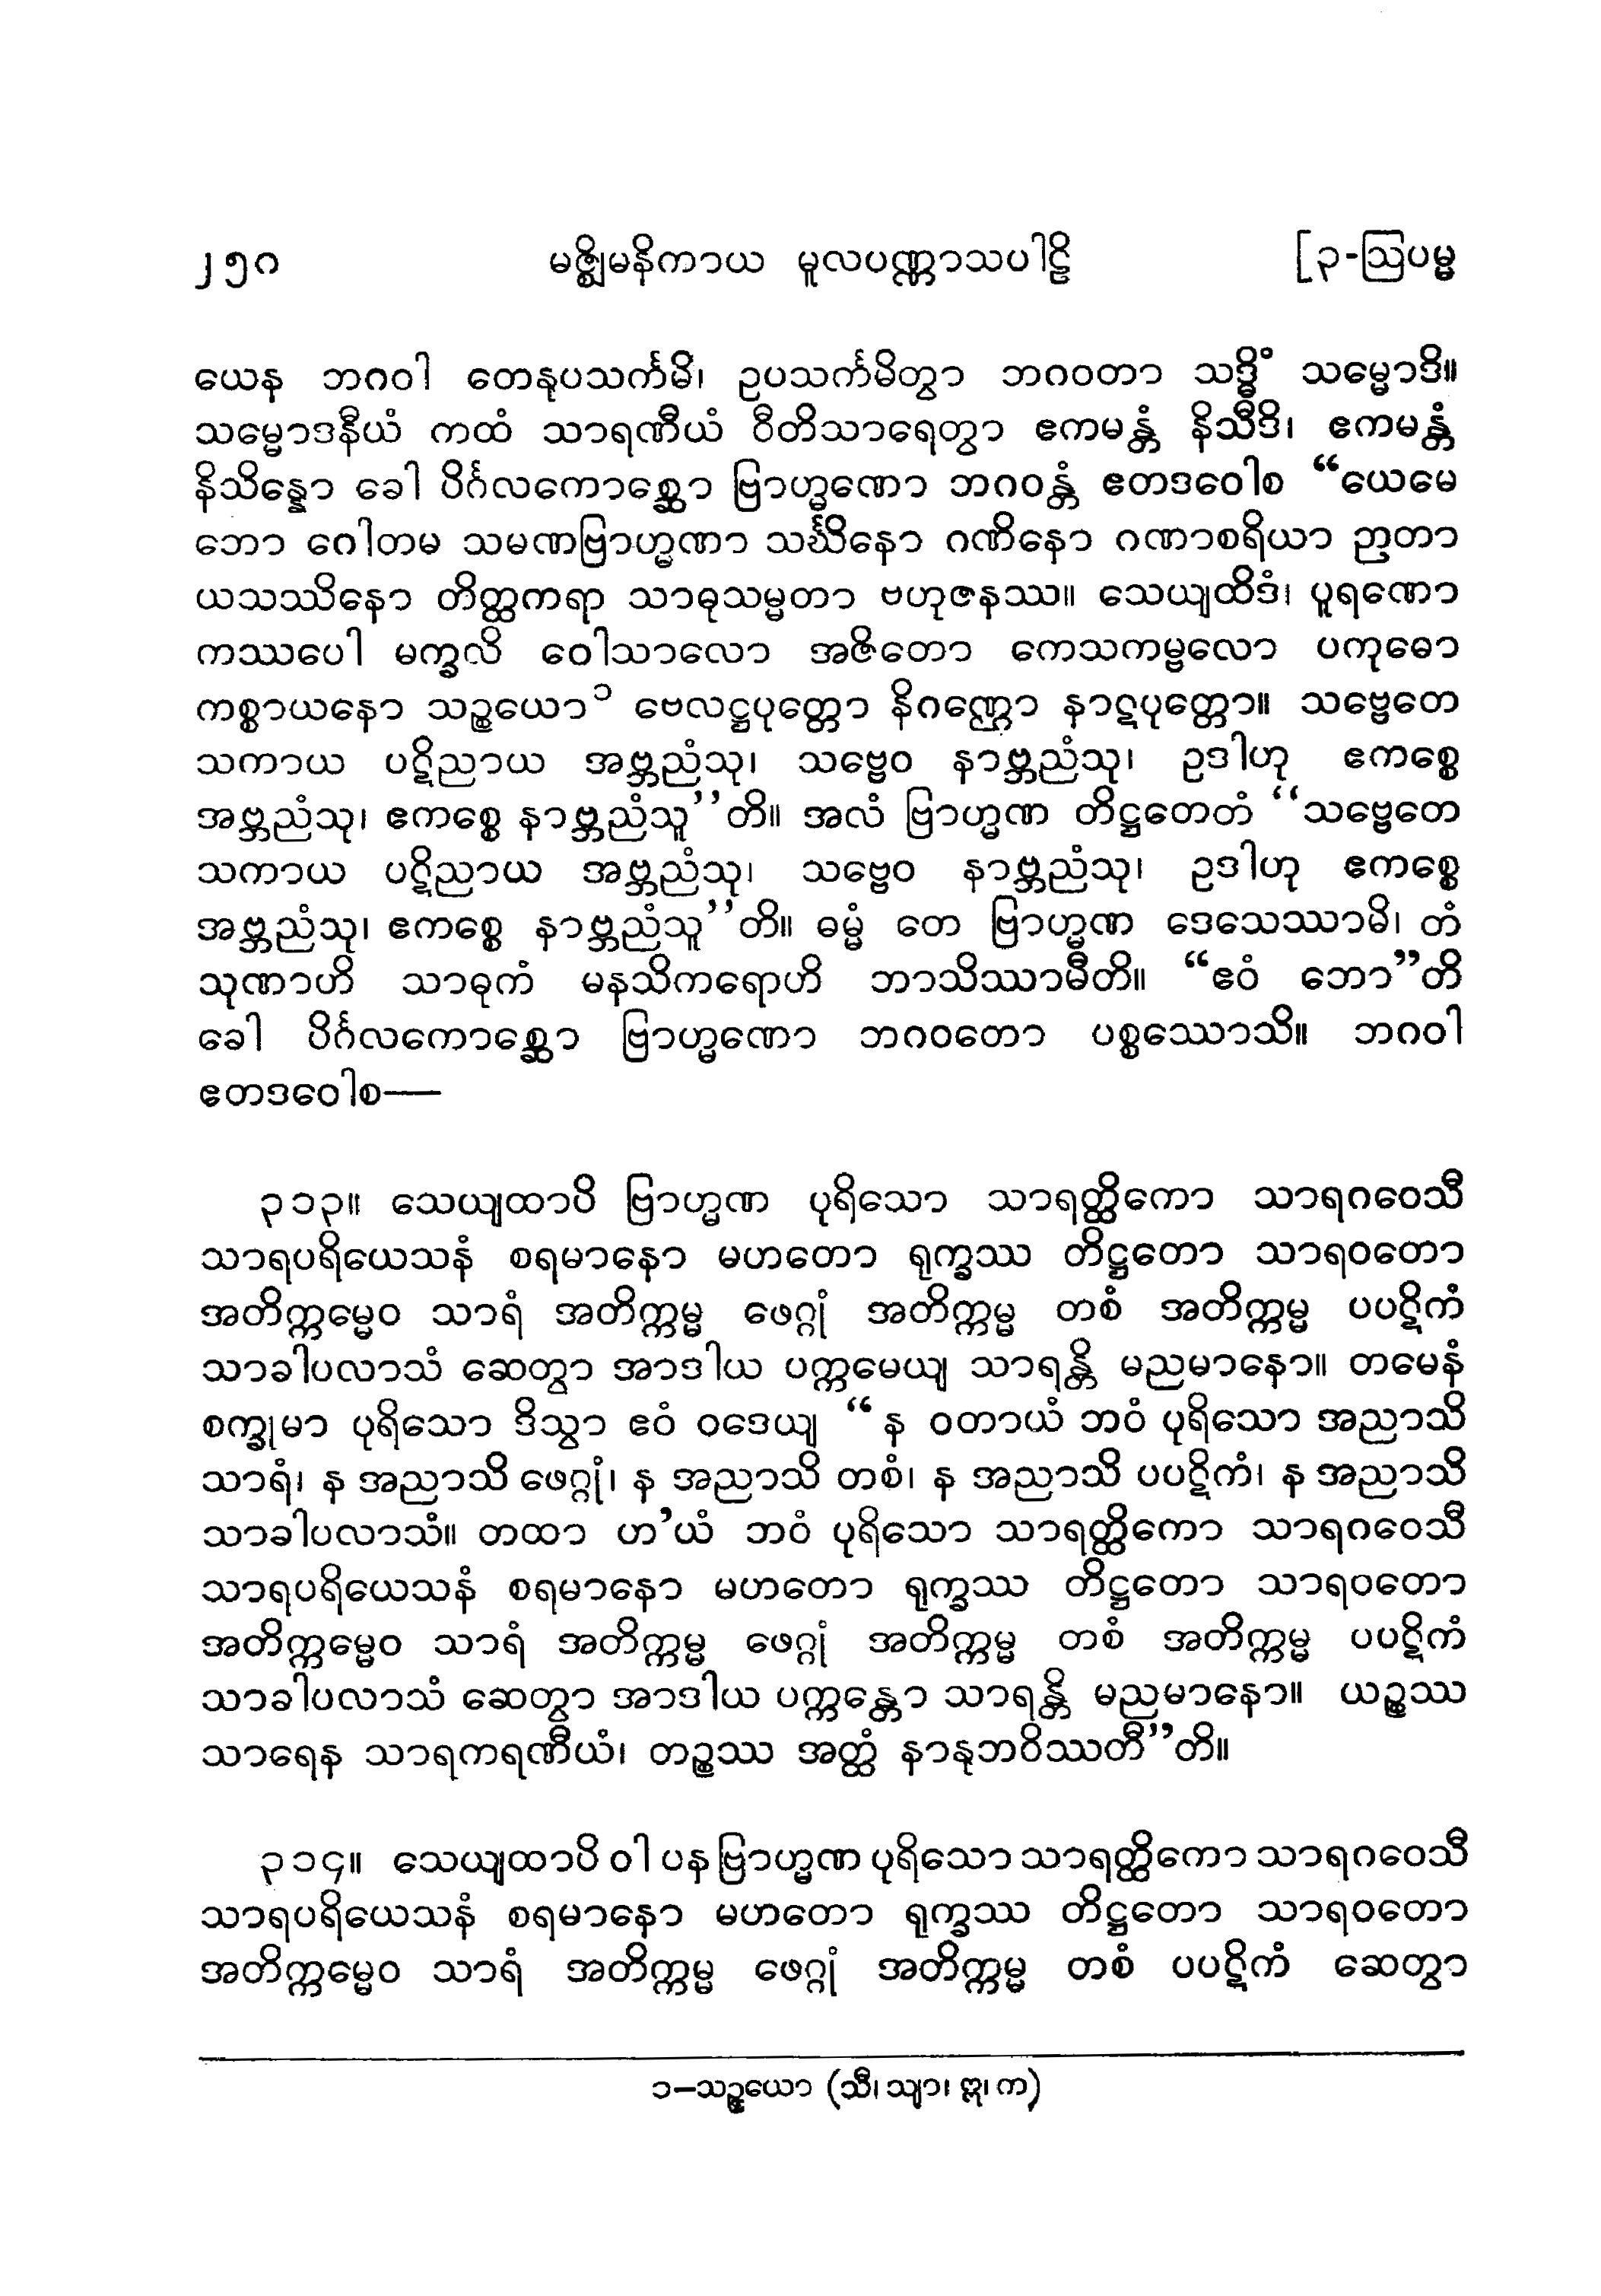 ၂၅၀ မဇ္ဈိမနိကာယ မူလပဏ္ဏာသပါဠိ [၃-ဩပမ္မ
ယေန ဘဂဝါ တေနုပသင်္ကမိ၊ ဥပသင်္ကမိတွာ ဘဂဝတာ သဒ္ဓိံ သမ္မောဒိ။
သမ္မောဒနီယံ ကထံ သာရဏီယံ ဝီတိသာရေတွာ ဧကမန္တံ နိသီဒိ၊ ဧကမန္တံ
နိသိန္နော ခေါ ပိင်္ဂလကောစ္ဆော ဗြာဟ္မဏော ဘဂဝန္တံ ဧတဒဝေါစ “ယေမေ
ဘော ဂေါတမ သမဏဗြာဟ္မဏာ သင်္ဃိနော ဂဏိနော ဂဏာစရိယာ ဉာတာ
ယသဿိနော တိတ္ထကရာ သာဓုသမ္မတာ ဗဟုဇနဿ။ သေယျထိဒံ၊ ပူရဏော
ကဿပေါ မက္ခလိ ဂေါသာလော အဇိတော ကေသကမ္ဗလော ပကုဓော
ကစ္စာယနော သဉ္စယော၁ ဗေလဋ္ဌပုတ္တော နိဂဏ္ဌော နာဋပုတ္တော။ သဗ္ဗေတေ
သကာယ ပဋိညာယ အဗ္ဘညံသု၊ သဗ္ဗေဝ နာဗ္ဘညံသု၊ ဥဒါဟု ဧကစ္စေ
အဗ္ဘညံသု၊ ဧကစ္စေ နာဗ္ဘညံသူ’’တိ။ အလံ ဗြာဟ္မဏ တိဋ္ဌတေတံ “သဗ္ဗေတေ
သကာယ ပဋိညာယ အဗ္ဘညံသု၊ သဗ္ဗေဝ နာဗ္ဘညံသု၊ ဥဒါဟု ဧကစ္စေ
အဗ္ဘညံသု၊ ဧကစ္စေ နာဗ္ဘညံသူ’’တိ။ ဓမ္မံ တေ ဗြာဟ္မဏ ဒေသေဿာမိ၊ တံ
သုဏာဟိ သာဓုကံ မနသိကရောဟိ ဘာသိဿာမီတိ။ “ဧဝံ ဘော”တိ
ခေါ ပိင်္ဂလကောစ္ဆော ဗြာဟ္မဏော ဘဂဝတော ပစ္စဿောသိ။ ဘဂဝါ
ဧတဒဝေါစ—
၃၁၃။ သေယျထာပိ ဗြာဟ္မဏ ပုရိသော သာရတ္ထိကော သာရဂဝေသီ
သာရပရိယေသနံ စရမာနော မဟတော ရုက္ခဿ တိဋ္ဌတော သာရဝတော
အတိက္ကမ္မေဝ သာရံ အတိက္ကမ္မ ဖေဂ္ဂုံ အတိက္ကမ္မ တစံ အတိက္ကမ္မ ပပဋိကံ
သာခါပလာသံ ဆေတွာ အာဒါယ ပက္ကမေယျ သာရန္တိ မညမာနော။ တမေနံ
စက္ခုမာ ပုရိသော ဒိသွာ ဧဝံ ဝဒေယျ “န ဝတာယံ ဘဝံ ပုရိသော အညာသိ
သာရံ၊ န အညာသိ ဖေဂ္ဂုံ၊ န အညာသိ တစံ၊ န အညာသိ ပပဋိကံ၊ န အညာသိ
သာခါပလာသံ။ တထာ ဟ’ယံ ဘဝံ ပုရိသော သာရတ္ထိကော သာရဂဝေသီ
သာရပရိယေသနံ စရမာနော မဟတော ရုက္ခဿ တိဋ္ဌတော သာရဝတော
အတိက္ကမ္မေဝ သာရံ အတိက္ကမ္မ ဖေဂ္ဂုံ အတိက္ကမ္မ တစံ အတိက္ကမ္မ ပပဋိကံ
သာခါပလာသံ ဆေတွာ အာဒါယ ပက္ကန္တော သာရန္တိ မညမာနော။ ယဉ္စဿ
သာရေန သာရကရဏီယံ၊ တဉ္စဿ အတ္ထံ နာနုဘဝိဿတီ”တိ။
၃၁၄။ သေယျထာပိ ဝါ ပန ဗြာဟ္မဏ ပုရိသော သာရတ္ထိကော သာရဂဝေသီ
သာရပရိယေသနံ စရမာနော မဟတော ရုက္ခဿ တိဋ္ဌတော သာရဝတော
အတိက္ကမ္မေဝ သာရံ အတိက္ကမ္မ ဖေဂ္ဂုံ အတိက္ကမ္မ တစံ ပပဋိကံ ဆေတွာ
၁—သဉ္ဇယော (သီ၊ သျာ၊ ဣ၊ က)